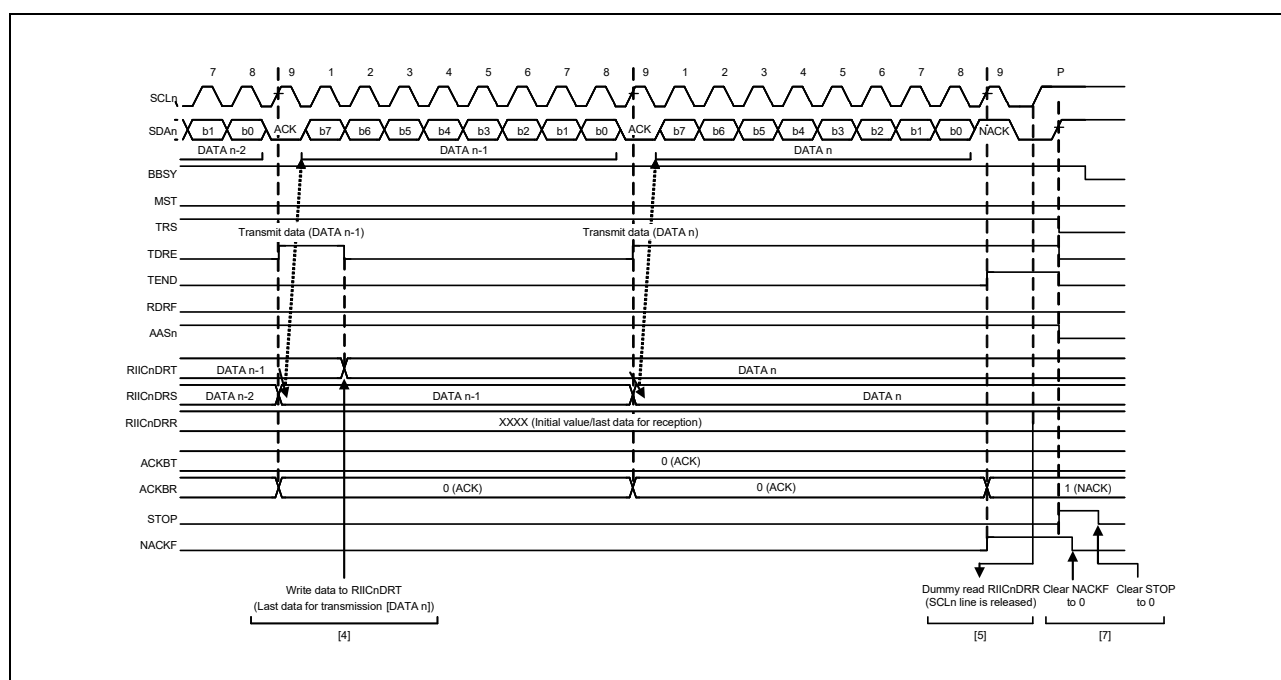 7 8 9 1 2 3 4 5 6 7 8 9 1 2 3 4 5 6 7 8 9 P
SCLn
SDAn b1 b0 ACK b7 b6 b5 b4 b3 b2 b1 b0 ACK b7 b6 b5 b4 b3 b2 b1 b0 NACK
DATA n-2 DATA n-1 DATA n
BBSY
MST
TRS
Transmit data (DATA n-1) Transmit data (DATA n)
TDRE
TEND
RDRF
AASn
RIICnDRT DATA n-1 DATA n
RIICnDRS DATA n-2 DATA n-1 DATA n
RIICnDRR XXXX (Initial value/last data for reception)
ACKBT 0 (ACK)
ACKBR 0 (ACK) 0 (ACK) 1 (NACK)
STOP
NACKF
Write data to RIICnDRT Dummy read RIICnDRR Clear NACKF Clear STOP
(Last data for transmission [DATA n]) (SCLn line is released) to 0 to 0
[4] [5] [7]